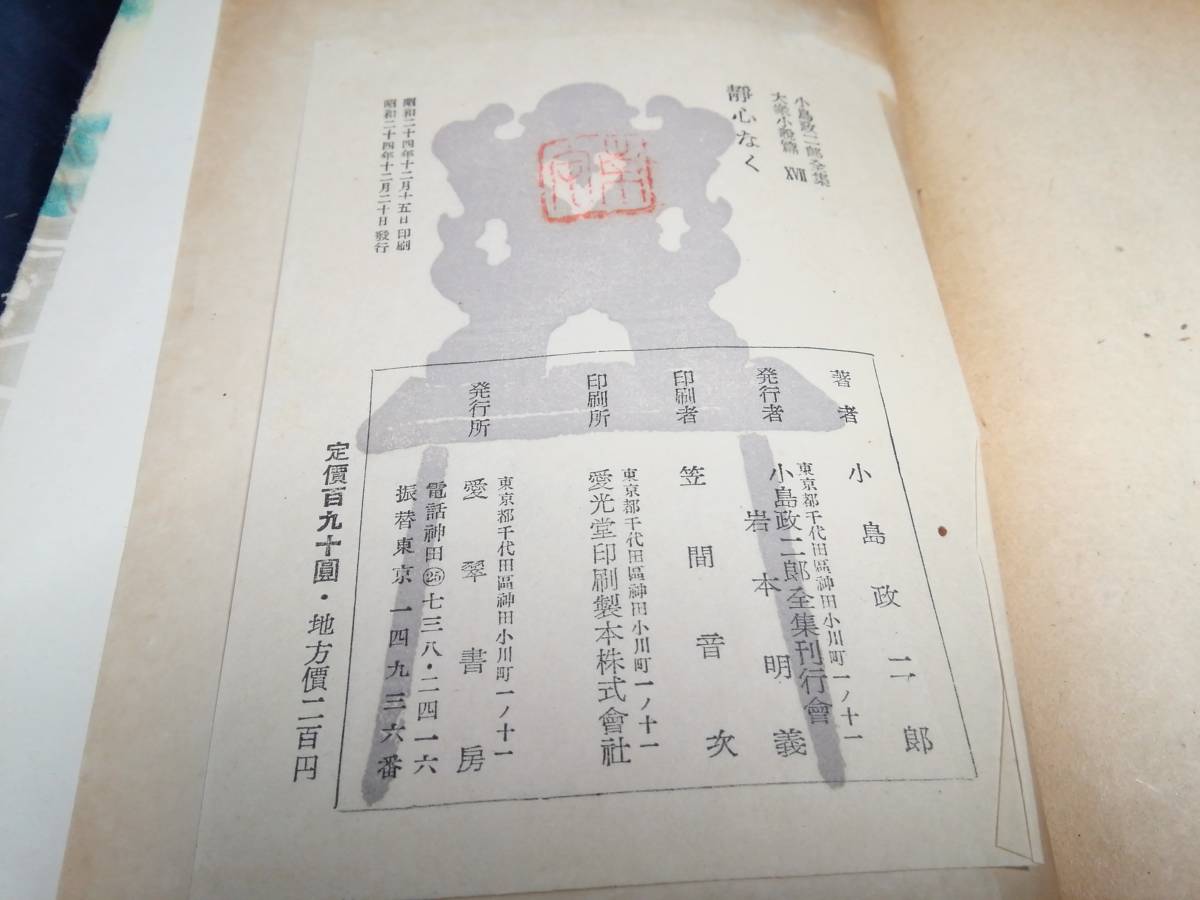 小島政二郎全集
大衆小說篇 XVII
靜心なく
昭和二十四年十二月十五日印刷
昭和二十四年十二月二十日發行
著者 小島政二郎
東京都千代田區神田小川町一ノ十一
小島政二郎全集刊行會
発行者 岩本明義
印刷者 笠間音次
東京都千代田區神田小川町一ノ十一
印刷所 愛光堂印刷製本株式會社
東京都千代田區神田小川町一ノ十一
発行所 愛翠書房
電話神田㉕七三八・二四一六
振替東京一四九三六番
定價百九十圓・地方價二百円